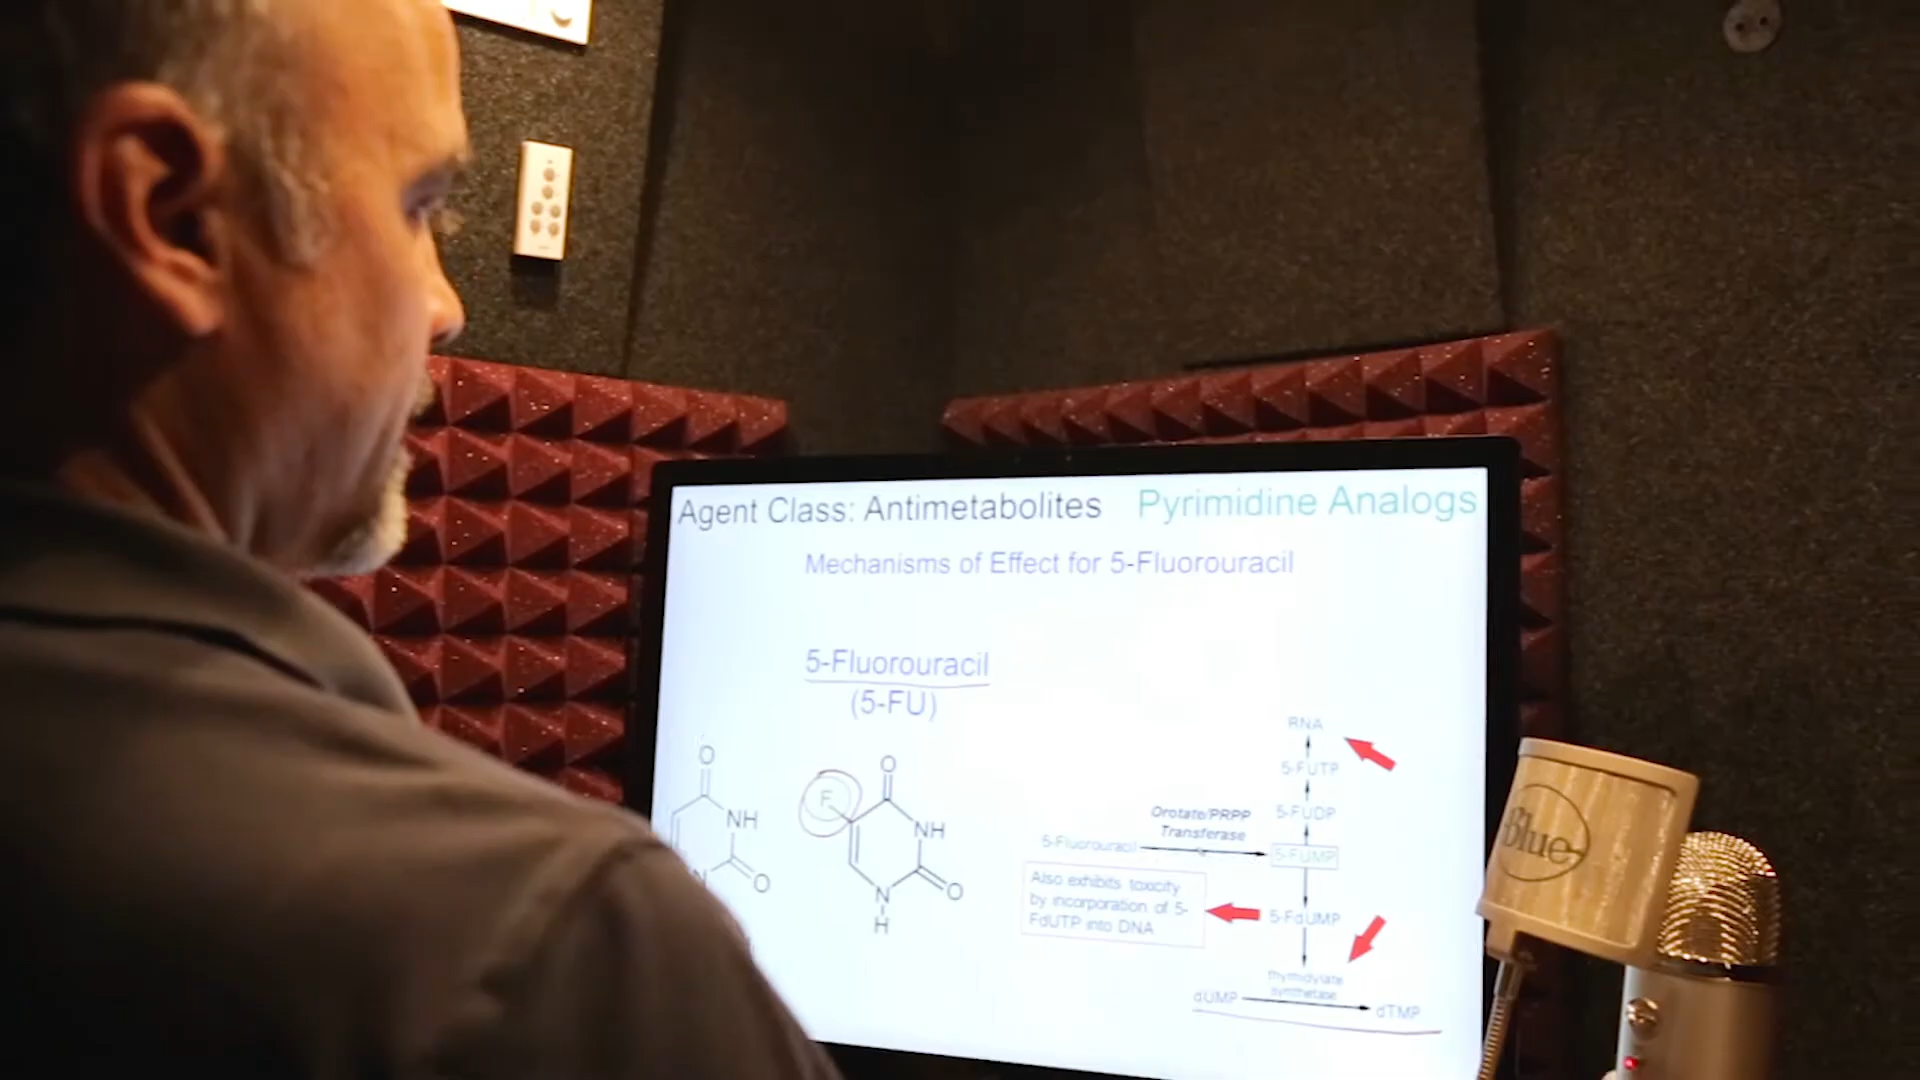 Agent Class: Antimetabolites Pyrimidine Analogs
Mechanisms of Effect for 5-Fluorouracil
5-Fluorouracil
(5-FU)
O
NH
O
N
F
O
NH
O
N
H
RNA
5-FUTP
5-FUDP
Orotate/PRPP
Transferase
5-Fluorouracil
5-FUMP
Also exhibits toxicity
by incorporation of 5-
FdUTP into DNA
5-FdUMP
thymidylate
synthetase
dUMP
dTMP
Blue